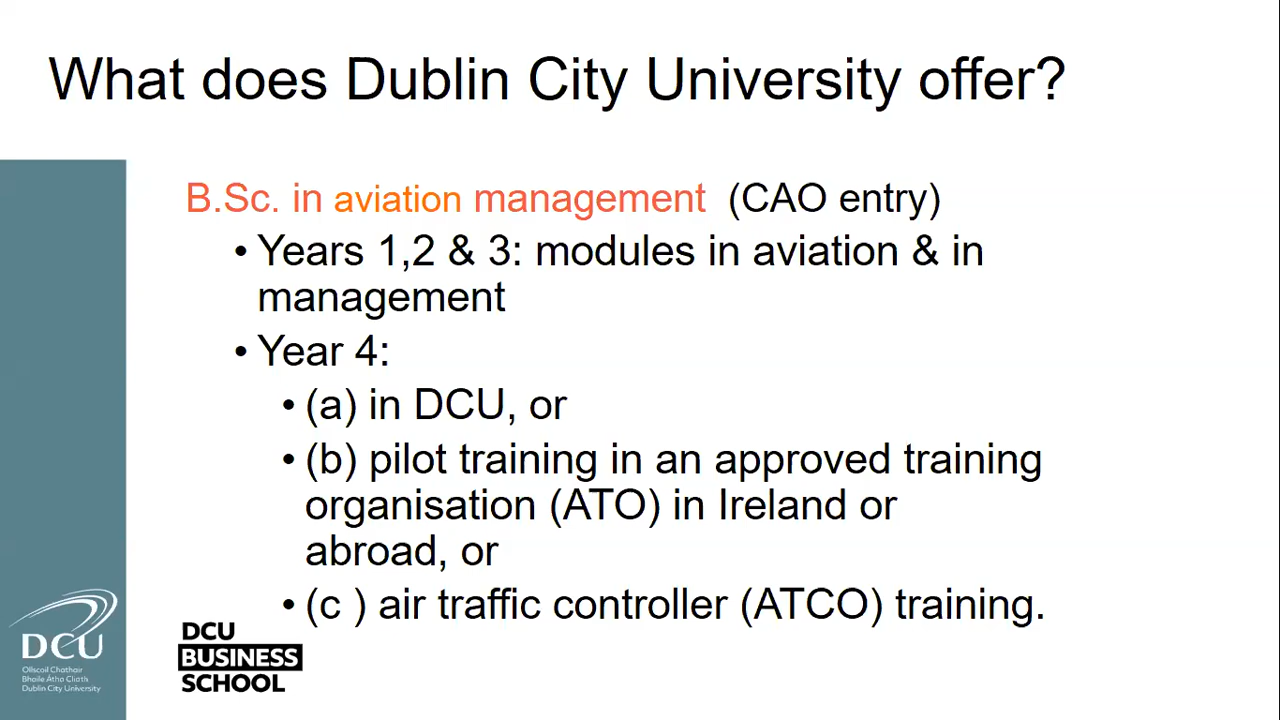 What does Dublin City University offer?
B.Sc. in aviation management (CAO entry)
• Years 1,2 & 3: modules in aviation & in
management
• Year 4:
• (a) in DCU, or
• (b) pilot training in an approved training
organisation (ATO) in Ireland or
abroad, or
• (c ) air traffic controller (ATCO) training.
DCU
Ollscoil Chathair
Bhaile Átha Cliath
Dublin City University
DCU
BUSINESS
SCHOOL